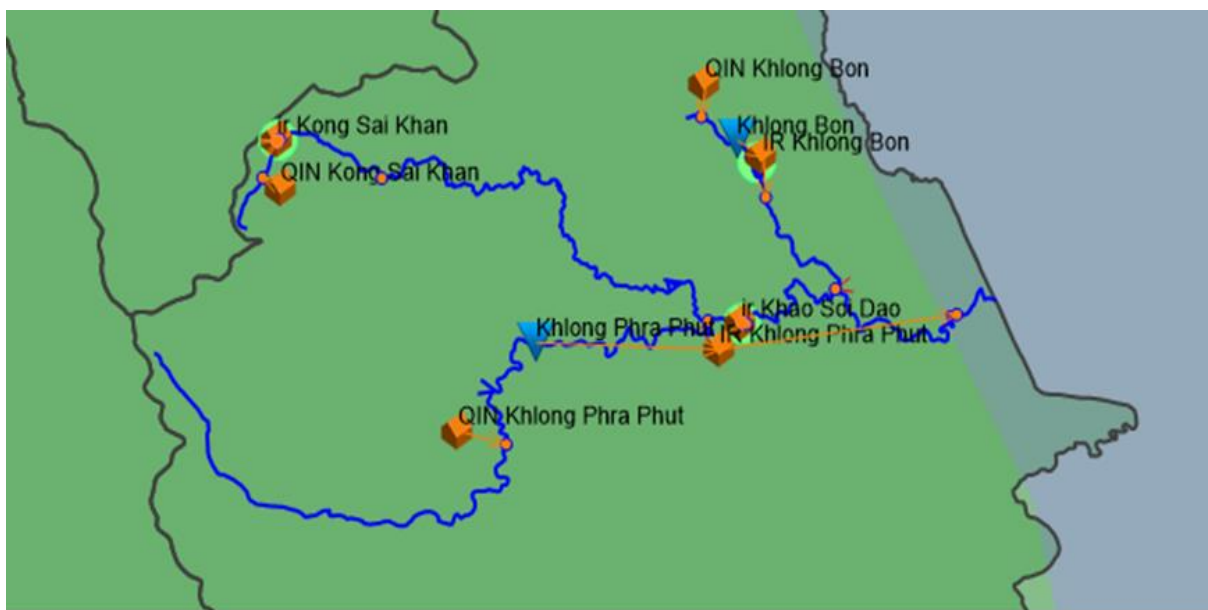 QIN Khlong Bon
ir Kong Sai Khan
Khlong Bon
IR Khlong Bon
QIN Kong Sai Khan
ir Khao Soi Dao
Khlong Phra Phut
IR Khlong Phra Phut
QIN Khlong Phra Phut